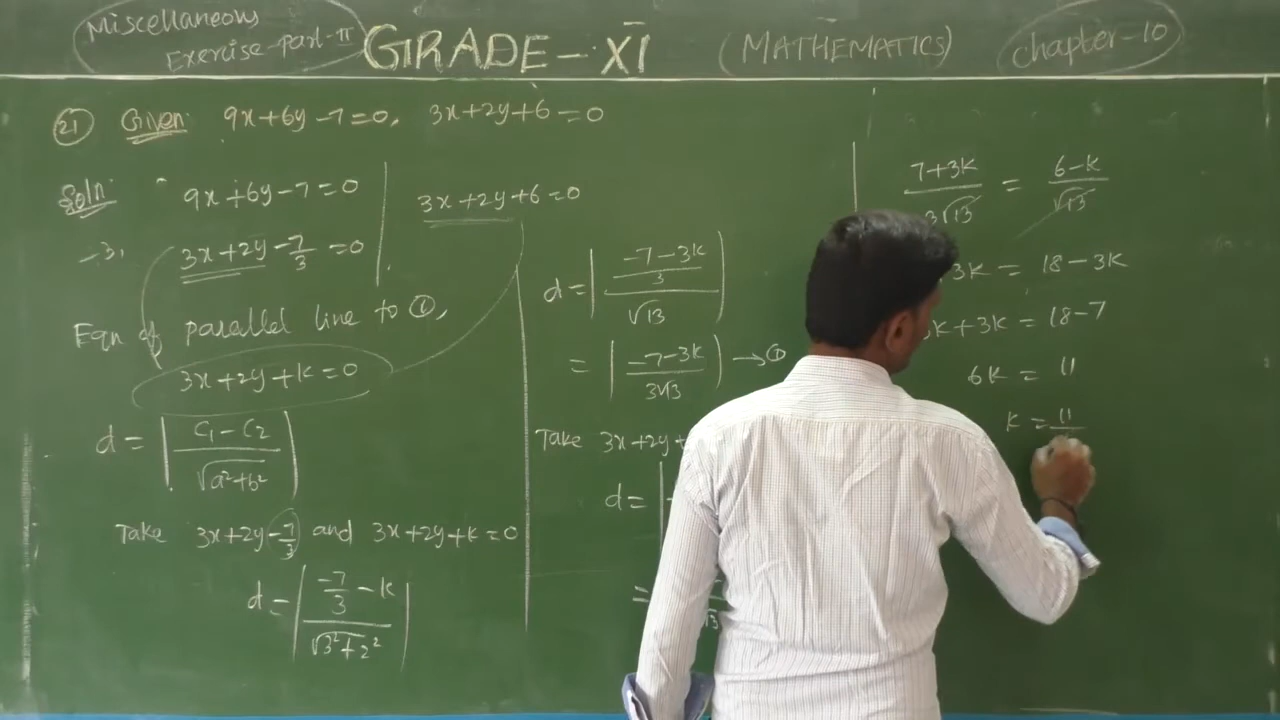 Miscellaneous
Exercise-part-II
GRADE - XI
(MATHEMATICS)
Chapter-10
21 Given: 9x+6y-7=0, 3x+2y+6=0
Soln: 9x+6y-7=0
÷3, 3x+2y-7/3=0
3x+2y+6=0
Eqn of parallel line to ①,
3x+2y+k=0
d = |C₁-C₂/√a²+b²|
Take 3x+2y-7/3 and 3x+2y+k=0
d = |-7/3-k/√3²+2²|
d = |-7-3k/3/√13|
= |-7-3k/3√13| → ①
Take 3x+2y+
d = |
=
7+3k/3√13 = 6-k/√13
3k = 18-3k
3k+3k = 18-7
6k = 11
k = 11